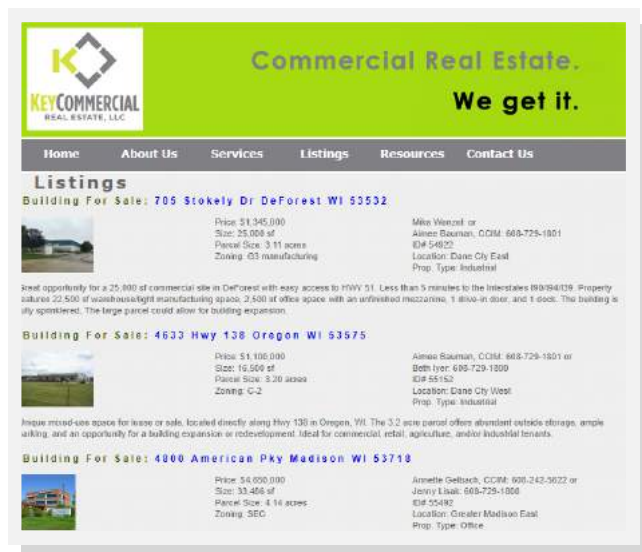 KEYCOMMERCIAL
REAL ESTATE, LLC
Commercial Real Estate.
We get it.
Home About Us Services Listings Resources Contact Us
Listings
Building For Sale: 705 Stokely Dr DeForest WI 53532
Price: $1,345,000
Size: 25,000 sf
Parcel Size: 3.11 acres
Zoning: G3 manufacturing
Mike Wenzel or
Aimee Bauman, CCIM: 608-729-1801
ID# 54922
Location: Dane Cty East
Prop. Type: Industrial
Great opportunity for a 25,000 sf commercial site in DeForest with easy access to HWY 51. Less than 5 minutes to the Interstates I90/I94/I39. Property
features 22,500 sf of warehouse/light manufacturing space, 2,500 sf of office space with an unfinished mezzanine, 1 drive-in door, and 1 dock. The building is
ully sprinklered. The large parcel could allow for building expansion.
Building For Sale: 4633 Hwy 138 Oregon WI 53575
Price: $1,100,000
Size: 16,500 sf
Parcel Size: 3.20 acres
Zoning: C-2
Aimee Bauman, CCIM: 608-729-1801 or
Beth Iyer: 608-729-1800
ID# 55152
Location: Dane Cty West
Prop. Type: Industrial
Unique mixed-use space for lease or sale, located directly along Hwy 138 in Oregon, WI. The 3.2 acre parcel offers abundant outside storage, ample
arking, and an opportunity for a building expansion or redevelopment. Ideal for commercial, retail, agriculture, and/or industrial tenants.
Building For Sale: 4800 American Pky Madison WI 53718
Price: $4,650,000
Size: 33,486 sf
Parcel Size: 4.14 acres
Zoning: SEC
Annette Gelbach, CCIM: 608-242-5622 or
Jenny Lisak: 608-729-1808
ID# 55492
Location: Greater Madison East
Prop. Type: Office